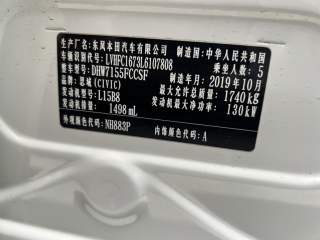 生产厂名:东风本田汽车有限公司 制造国:中华人民共和国
车辆识别代号:LVHFC1673L6107808 乘坐人数: 5
整车型号:DHW7155FCCSF 制造年月:2019年10月
品牌:思域(CIVIC) 最大允许总质量: 1740kg
发动机型号:L15B8 发动机最大净功率: 130kW
发动机排量: 1498 mL
外观颜色代码: NH883P 内饰颜色代码: A